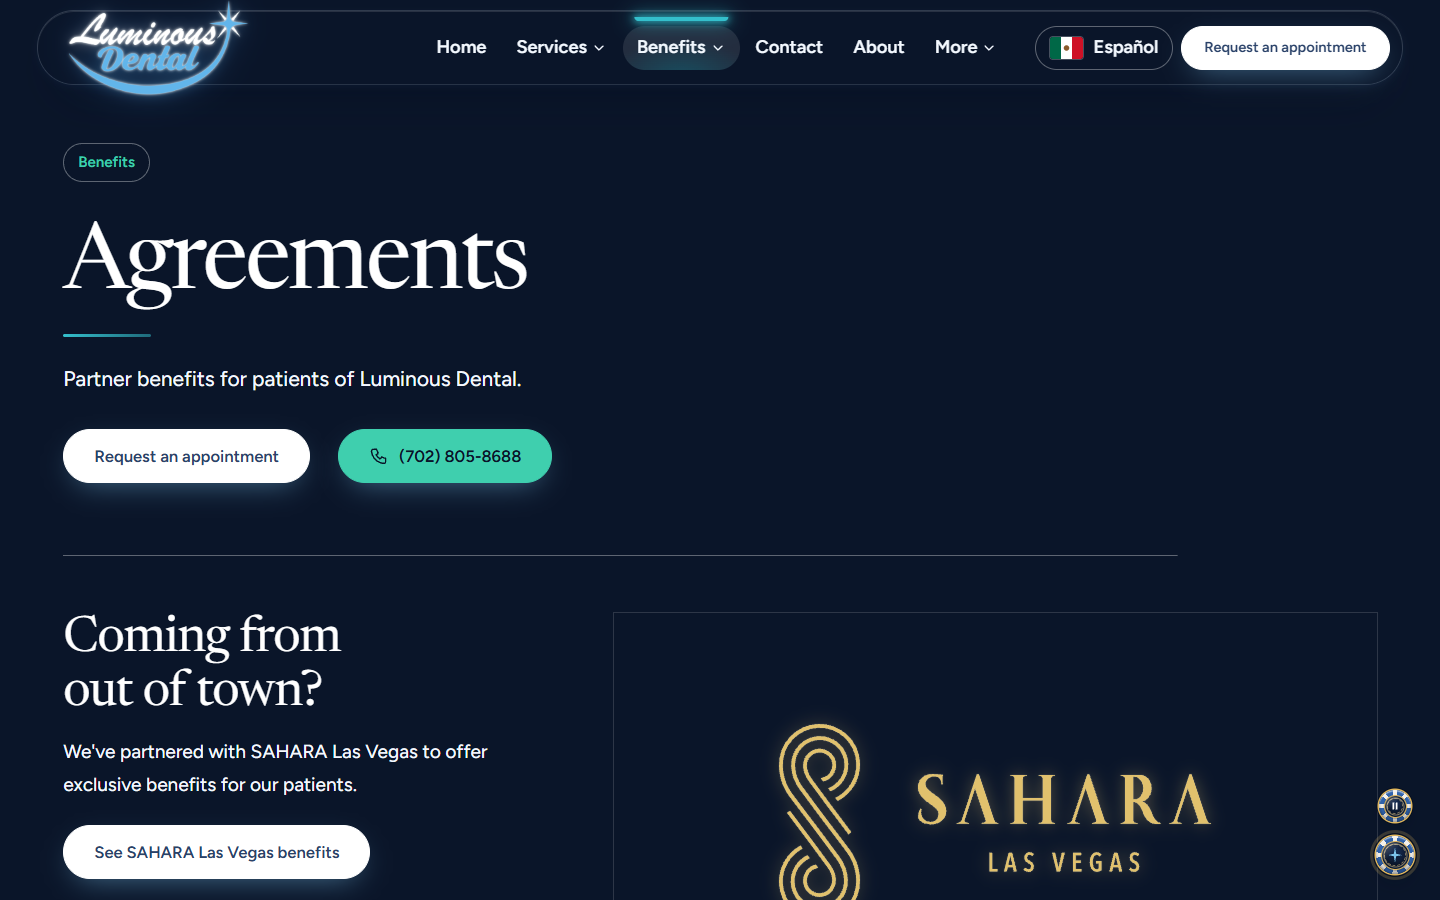 Luminous
Dental
Home
Services
Benefits
Contact
About
More
Español
Request an appointment
Benefits
Agreements
Partner benefits for patients of Luminous Dental.
Request an appointment
(702) 805-8688
Coming from
out of town?
We've partnered with SAHARA Las Vegas to offer
exclusive benefits for our patients.
See SAHARA Las Vegas benefits
SAHARA
LAS VEGAS